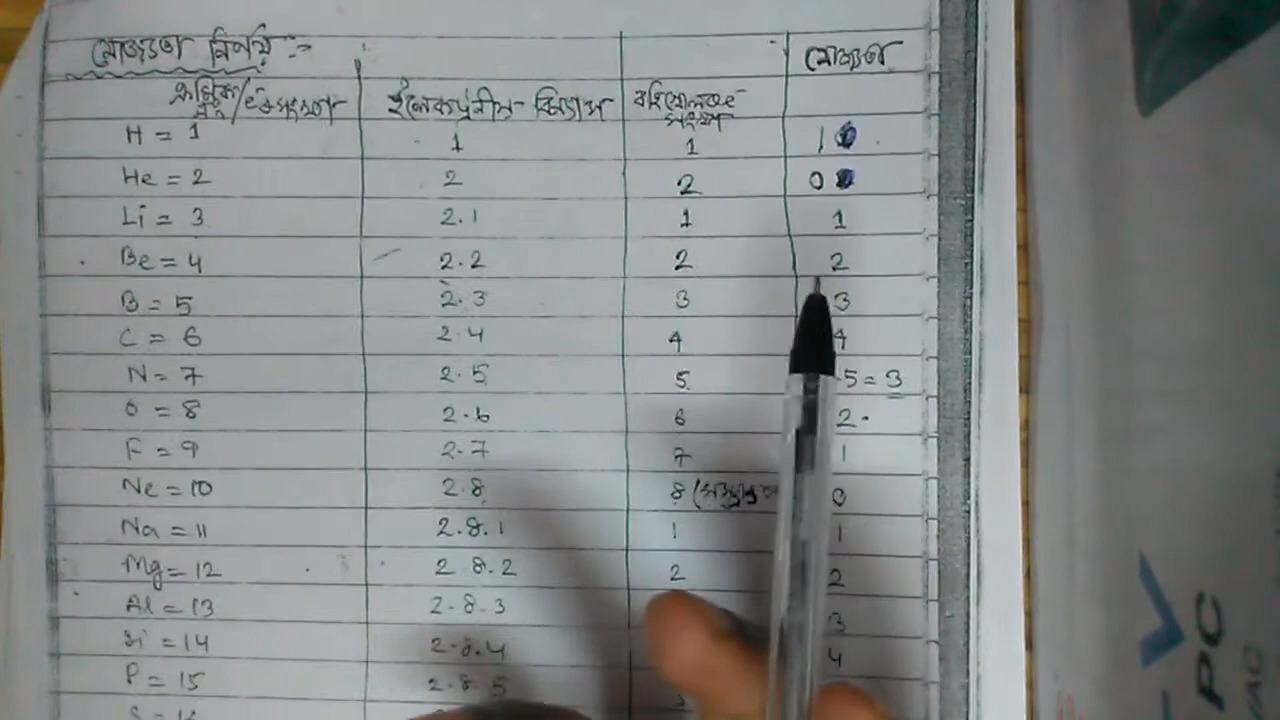 যোজ্যতা নির্ণয় :-
যোজ্যতা
ক্রমিক নং/e সংখ্যা ইলেকট্রনীয় বিন্যাস বহিঃখোলকে e সংখ্যা
H = 1 1 1 1
He = 2 2 2 0
Li = 3 2.1 1 1
Be = 4 2.2 2 2
B = 5 2.3 3 3
C = 6 2.4 4 4
N = 7 2.5 5 5 = 3
O = 8 2.6 6 2
F = 9 2.7 7 1
Ne = 10 2.8 8 0
Na = 11 2.8.1 1 1
Mg = 12 2.8.2 2 2
Al = 13 2.8.3 3
Si = 14 2.8.4 4
P = 15 2.8.5